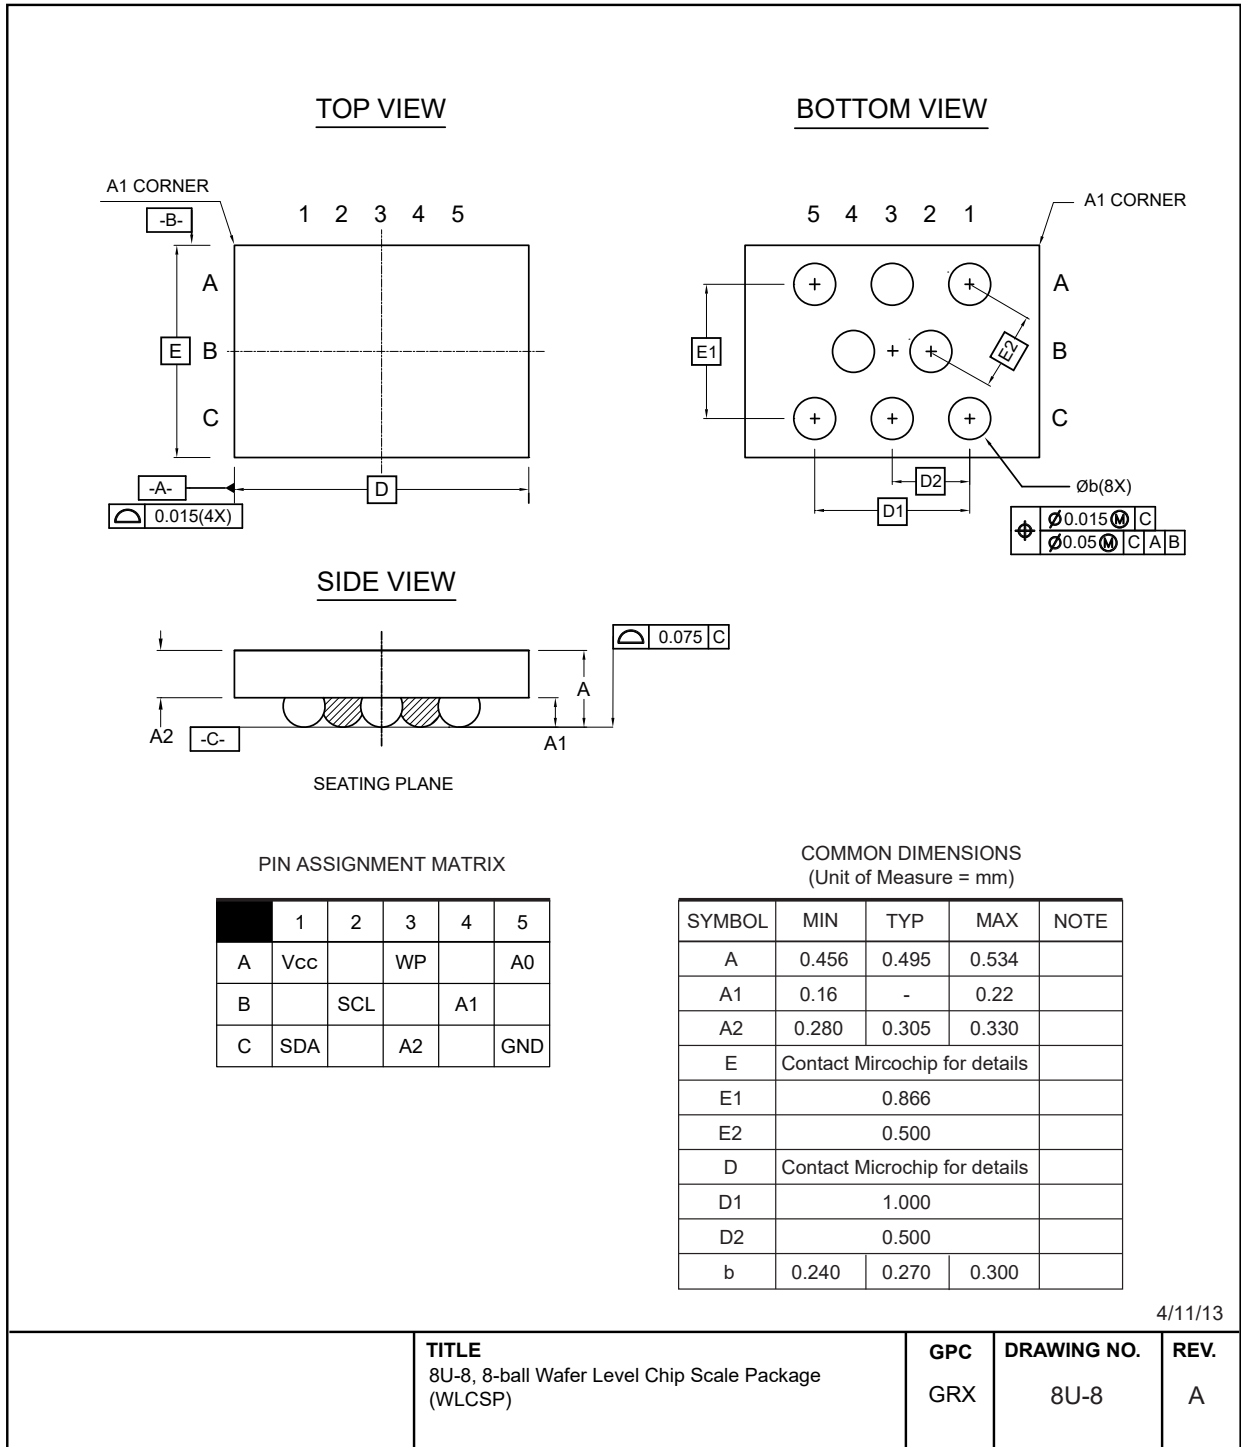 TOP VIEW
BOTTOM VIEW
A1 CORNER
-B-
1 2 3 4 5
A
B
C
E
-A-
D
0.015(4X)
5 4 3 2 1
A1 CORNER
A
B
C
E1
E2
D2
D1
Øb(8X)
Ø0.015Ⓜ C
Ø0.05Ⓜ C A B
SIDE VIEW
0.075 C
A
A2
-C-
A1
SEATING PLANE
PIN ASSIGNMENT MATRIX
1 2 3 4 5
A Vcc WP A0
B SCL A1
C SDA A2 GND
COMMON DIMENSIONS
(Unit of Measure = mm)
SYMBOL MIN TYP MAX NOTE
A 0.456 0.495 0.534
A1 0.16 - 0.22
A2 0.280 0.305 0.330
E Contact Mircochip for details
E1 0.866
E2 0.500
D Contact Microchip for details
D1 1.000
D2 0.500
b 0.240 0.270 0.300
4/11/13
TITLE
8U-8, 8-ball Wafer Level Chip Scale Package
(WLCSP)
GPC
GRX
DRAWING NO.
8U-8
REV.
A